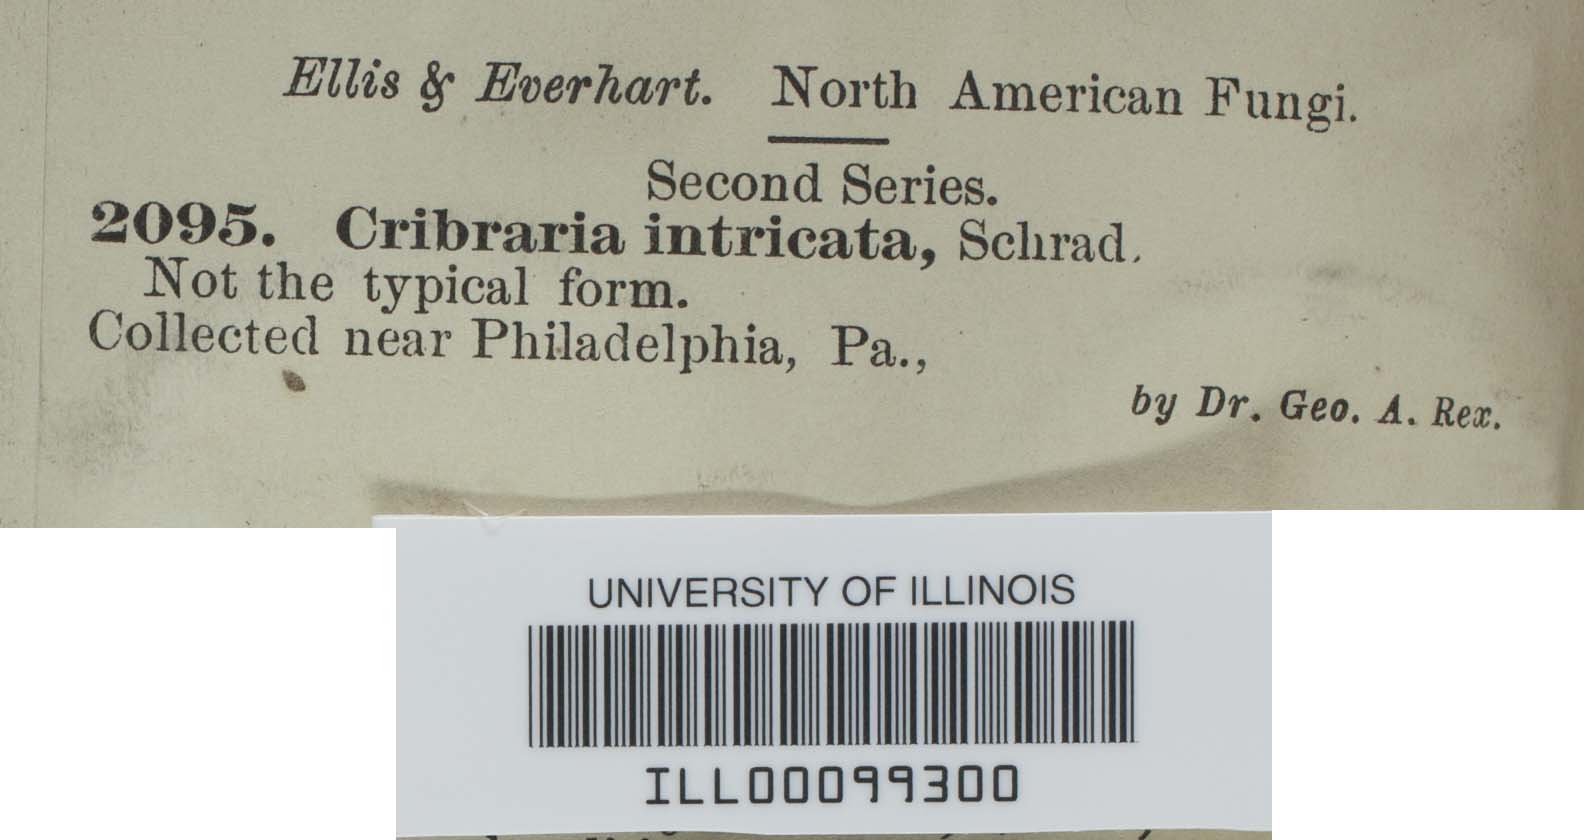 Ellis & Everhart. North American Fungi.
Second Series.
2095. Cribraria intricata, Schrad.
Not the typical form.
Collected near Philadelphia, Pa.,
by Dr. Geo. A. Rex.
UNIVERSITY OF ILLINOIS
ILL00099300